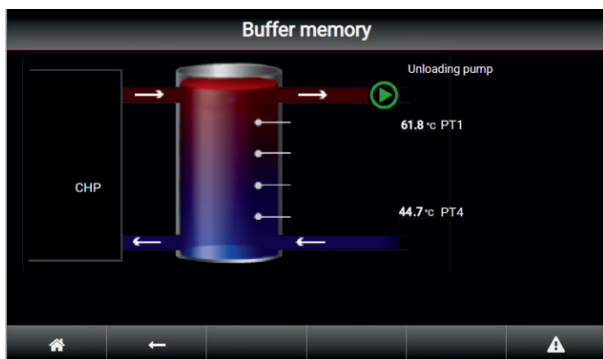 Buffer memory
Unloading pump
61.8 °C PT1
CHP
44.7 °C PT4